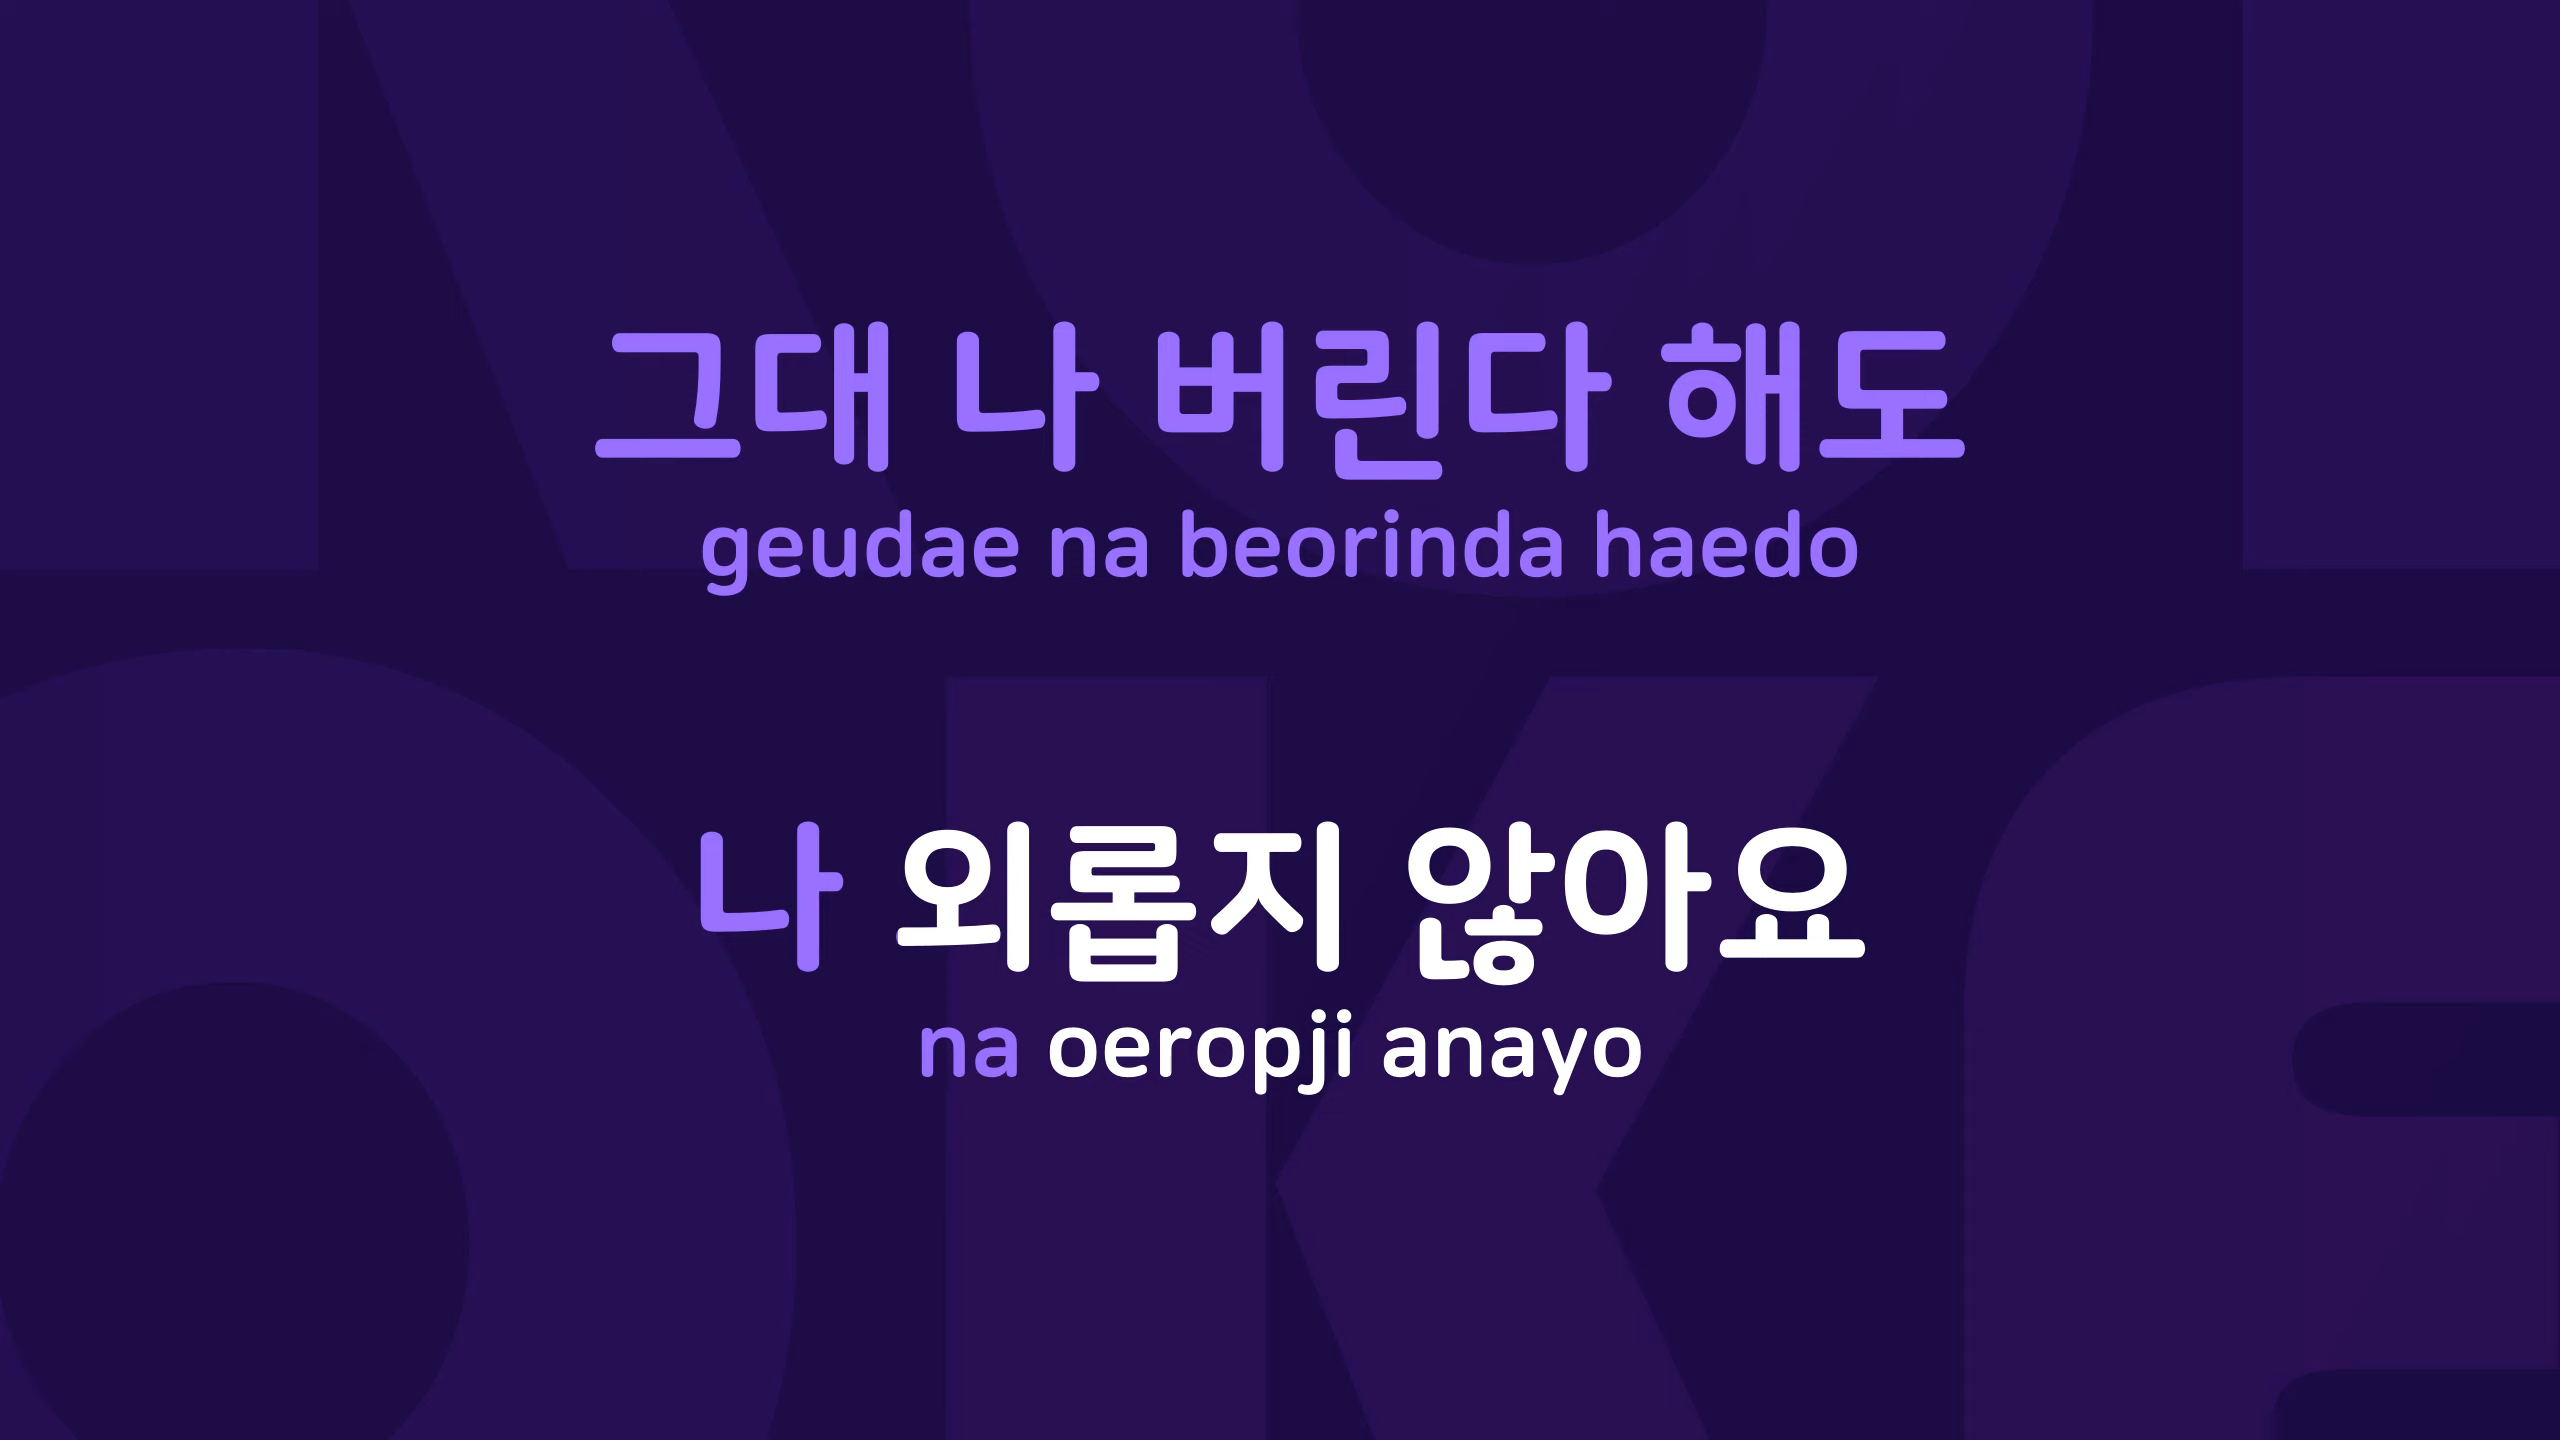 그대 나 버린다 해도
geudae na beorinda haedo
나 외롭지 않아요
na oeropji anayo